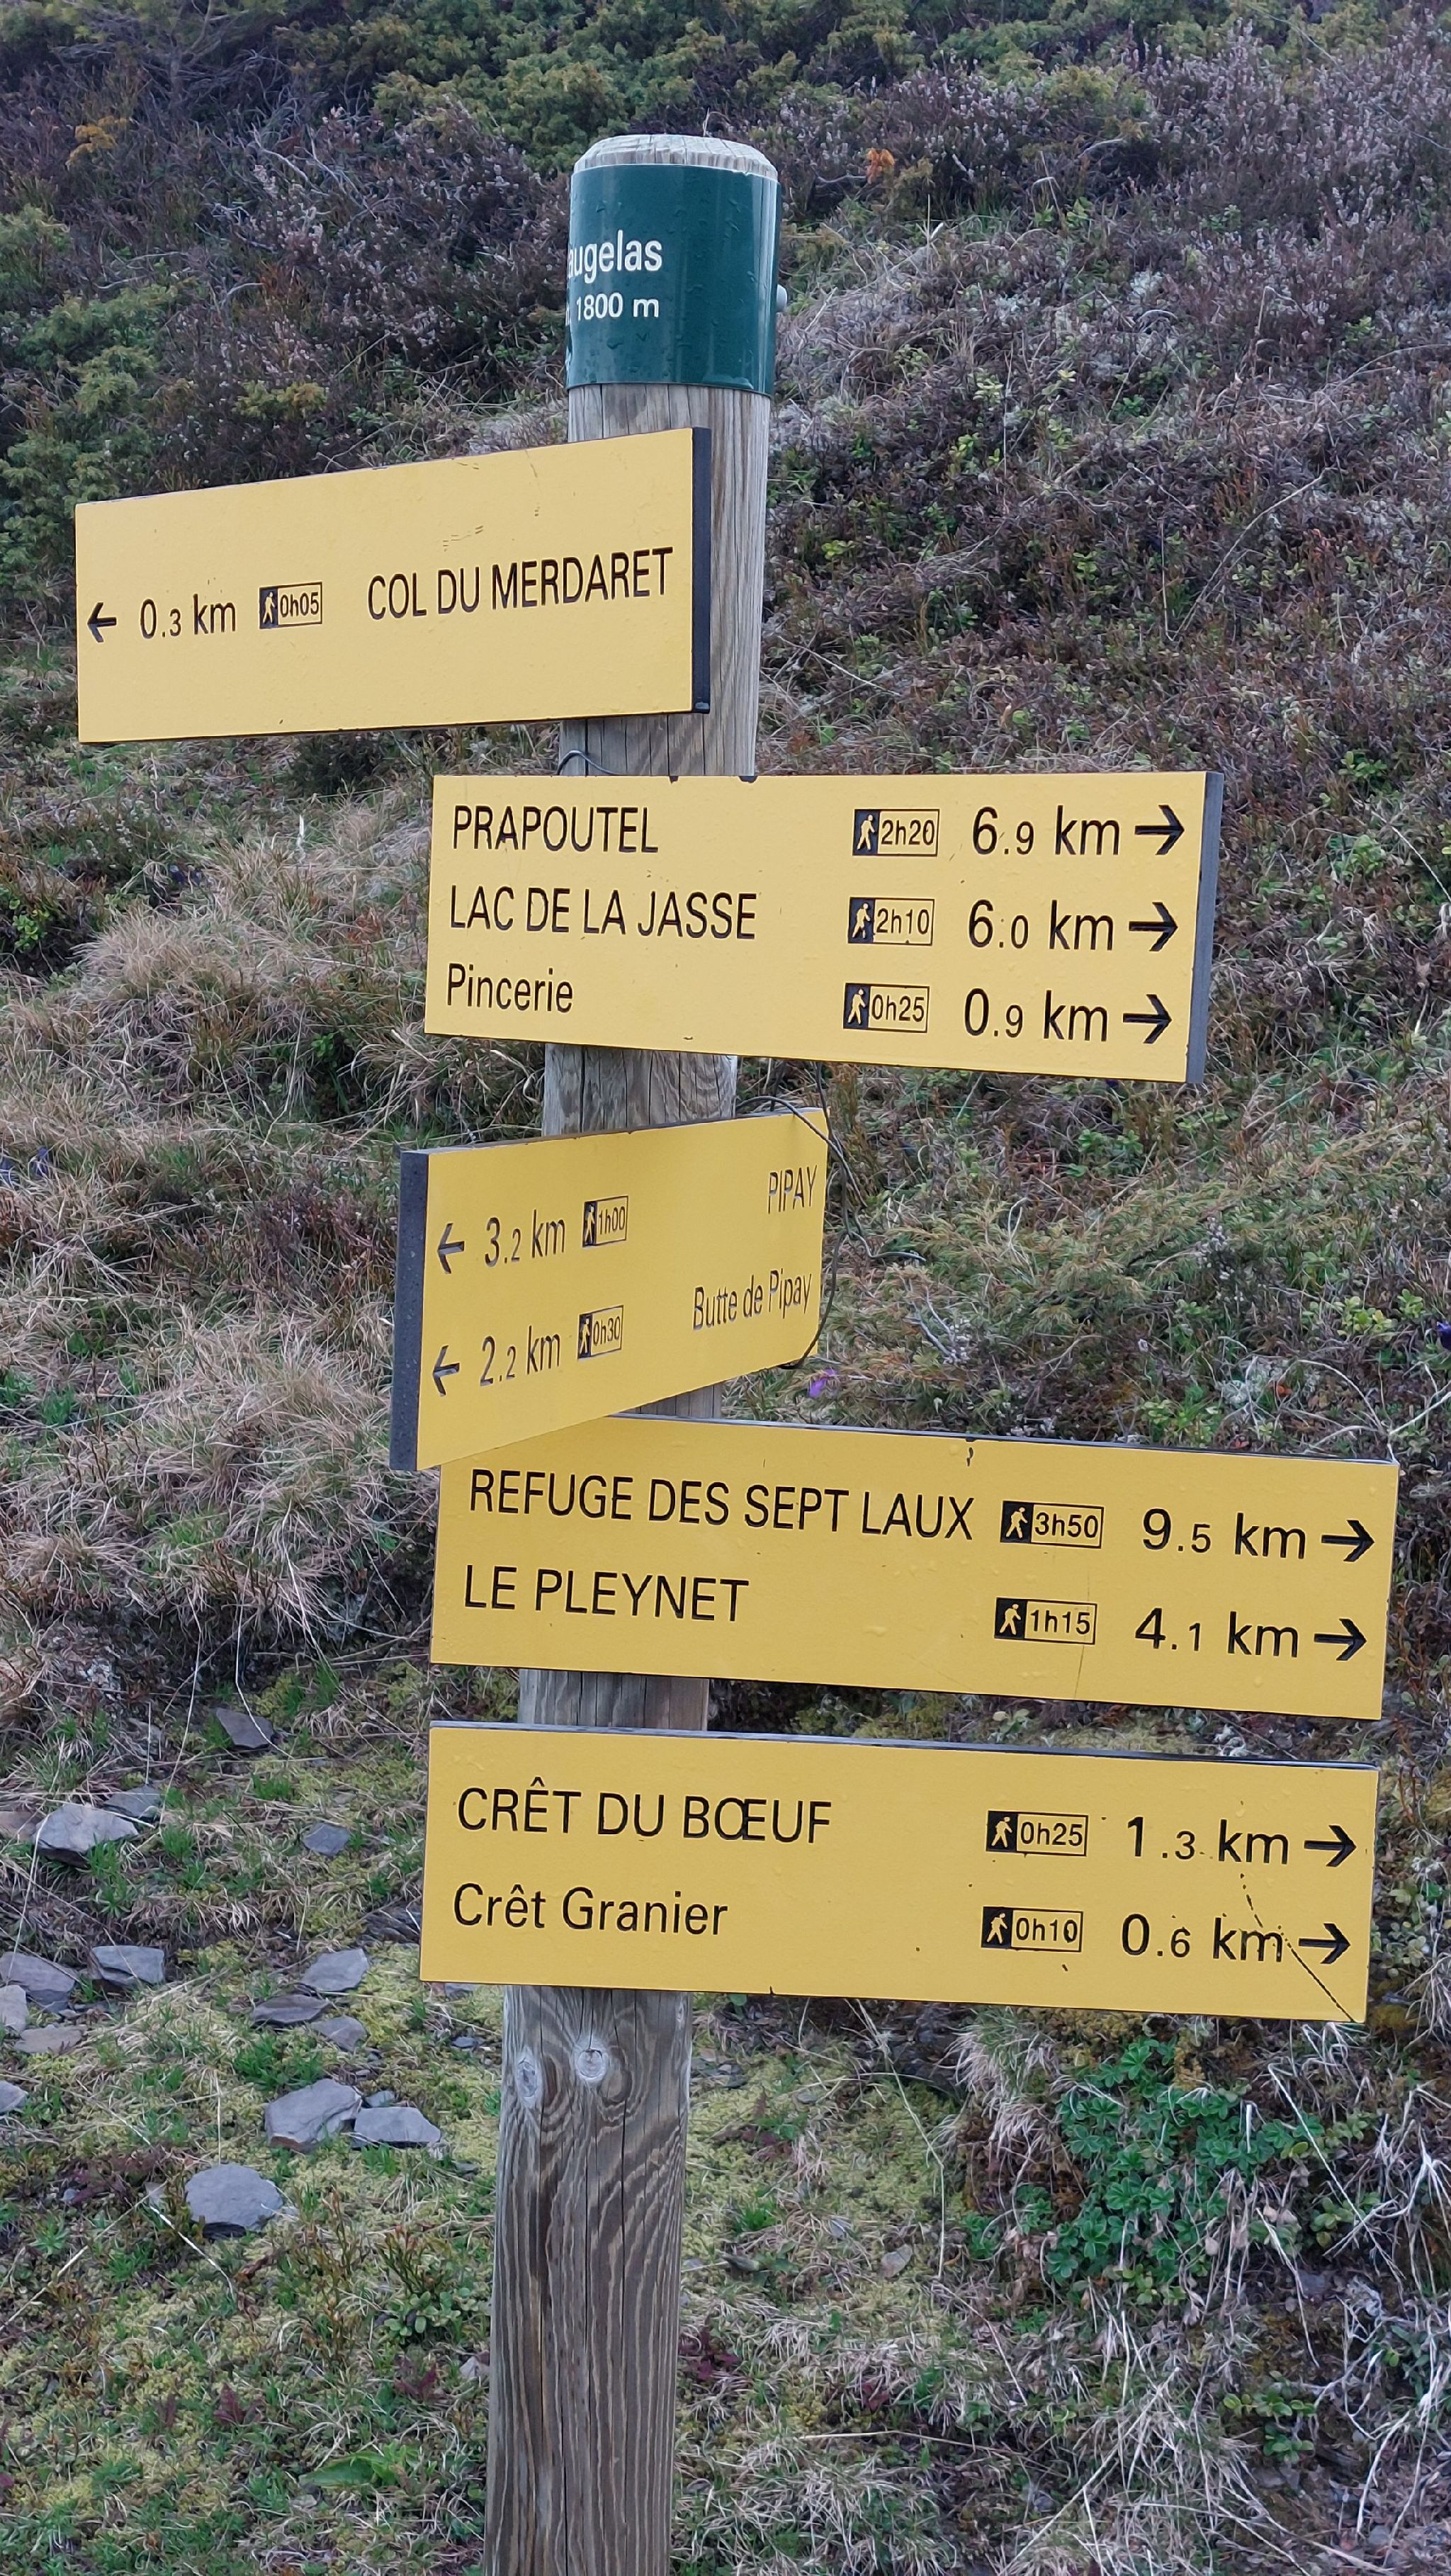 augelas
1800 m
← 0.3 km 0h05 COL DU MERDARET
PRAPOUTEL 2h20 6.9 km →
LAC DE LA JASSE 2h10 6.0 km →
Pincerie 0h25 0.9 km →
← 3.2 km 1h00 PIPAY
← 2.2 km 0h30 Butte de Pipay
REFUGE DES SEPT LAUX 3h50 9.5 km →
LE PLEYNET 1h15 4.1 km →
CRÊT DU BŒUF 0h25 1.3 km →
Crêt Granier 0h10 0.6 km →